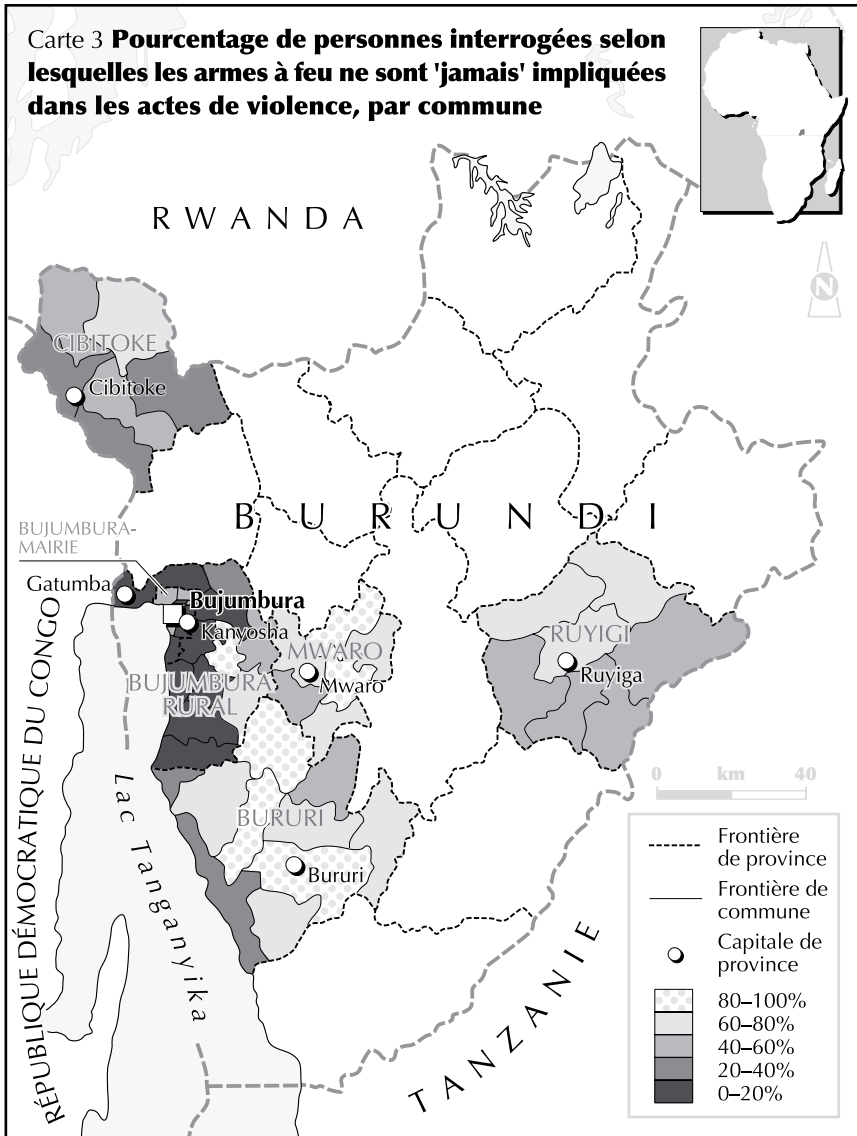 Carte 3 Pourcentage de personnes interrogées selon
lesquelles les armes à feu ne sont 'jamais' impliquées
dans les actes de violence, par commune
RWANDA
N
CIBITOKE
Cibitoke
BURUNDI
BUJUMBURA-
MAIRIE
Gatumba
Bujumbura
Kanyosha
MWARO
Mwaro
RUYIGI
Ruyiga
BUJUMBURA
RURAL
BURURI
Bururi
RÉPUBLIQUE DÉMOCRATIQUE DU CONGO
Lac Tanganyika
TANZANIE
0 km 40
Frontière
de province
Frontière de
commune
Capitale de
province
80–100%
60–80%
40–60%
20–40%
0–20%